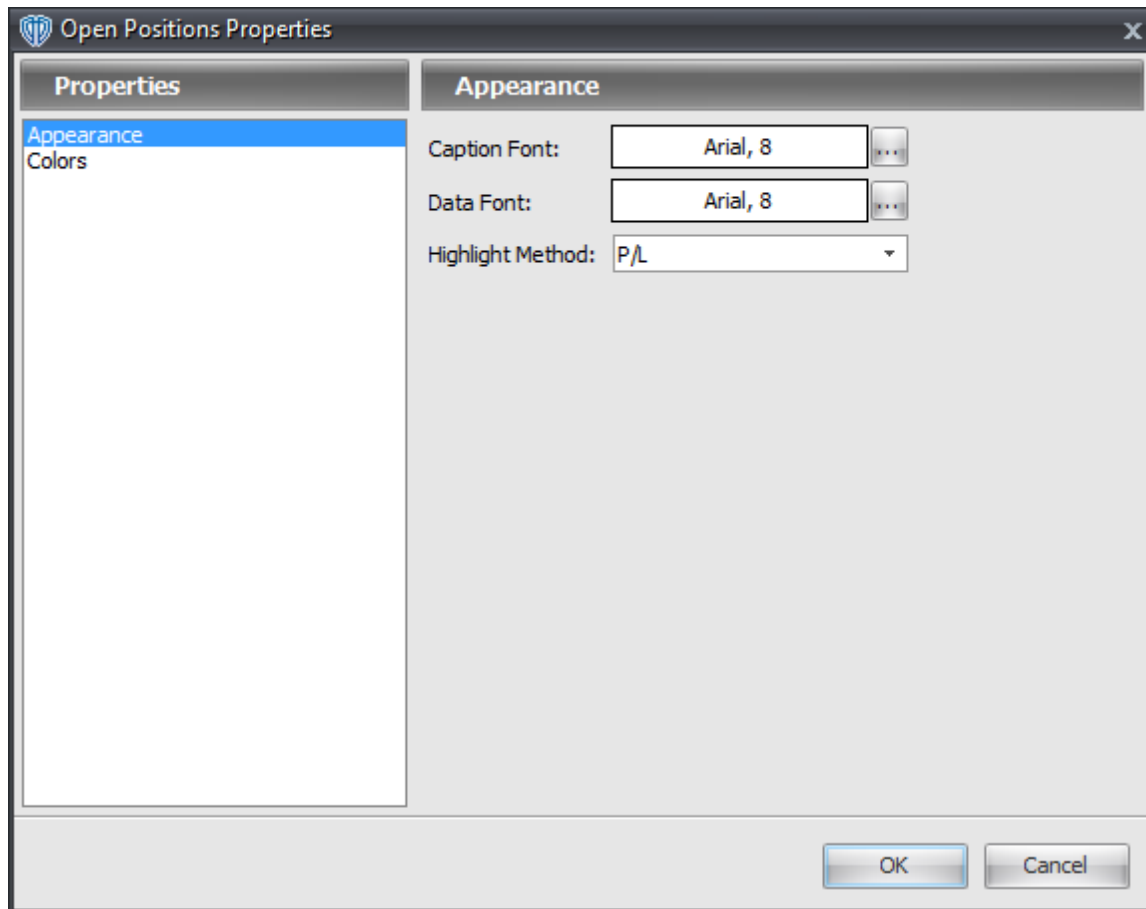 Open Positions Properties
x
Properties
Appearance
Appearance
Colors
Caption Font:
Arial, 8
...
Data Font:
Arial, 8
...
Highlight Method:
P/L
OK
Cancel